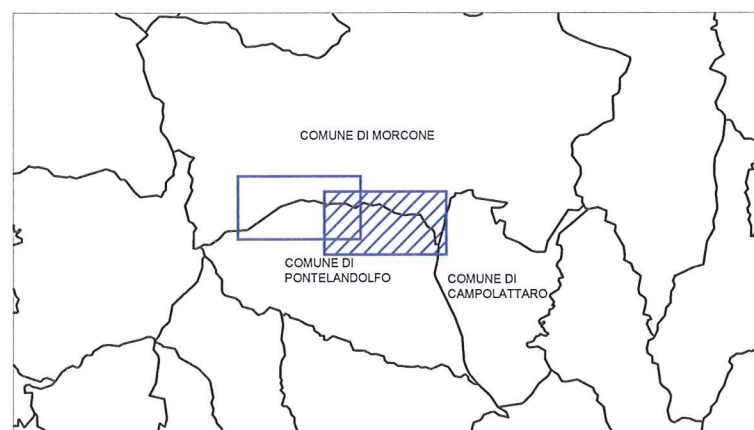 COMUNE DI MORCONE
COMUNE DI
PONTELANDOLFO
COMUNE DI
CAMPOLATTARO